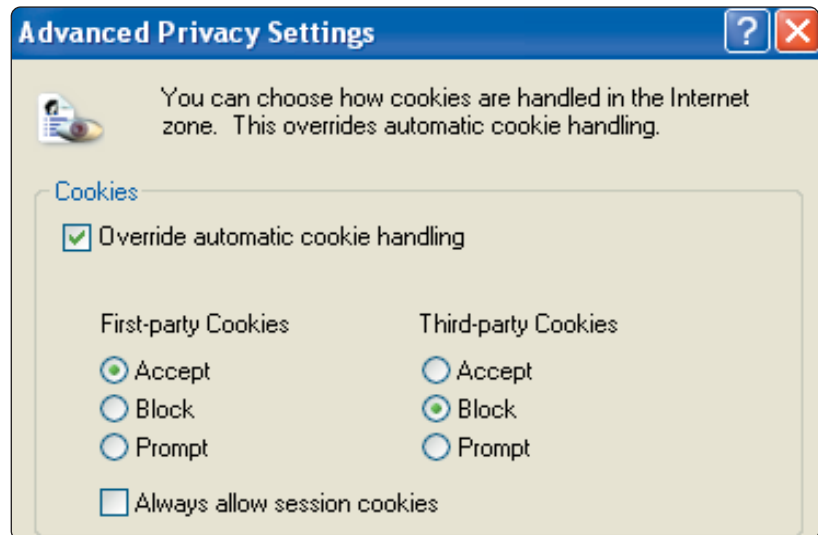 Advanced Privacy Settings
You can choose how cookies are handled in the Internet
zone. This overrides automatic cookie handling.
Cookies
Override automatic cookie handling
First-party Cookies
Third-party Cookies
Accept
Accept
Block
Block
Prompt
Prompt
Always allow session cookies